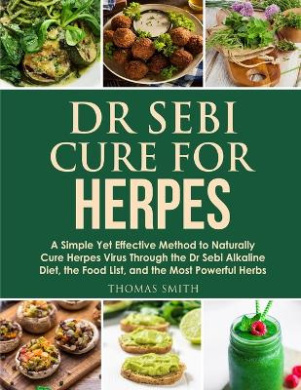 DR SEBI
CURE FOR
HERPES
A Simple Yet Effective Method to Naturally
Cure Herpes Virus Through the Dr Sebi Alkaline
Diet, the Food List, and the Most Powerful Herbs
THOMAS SMITH